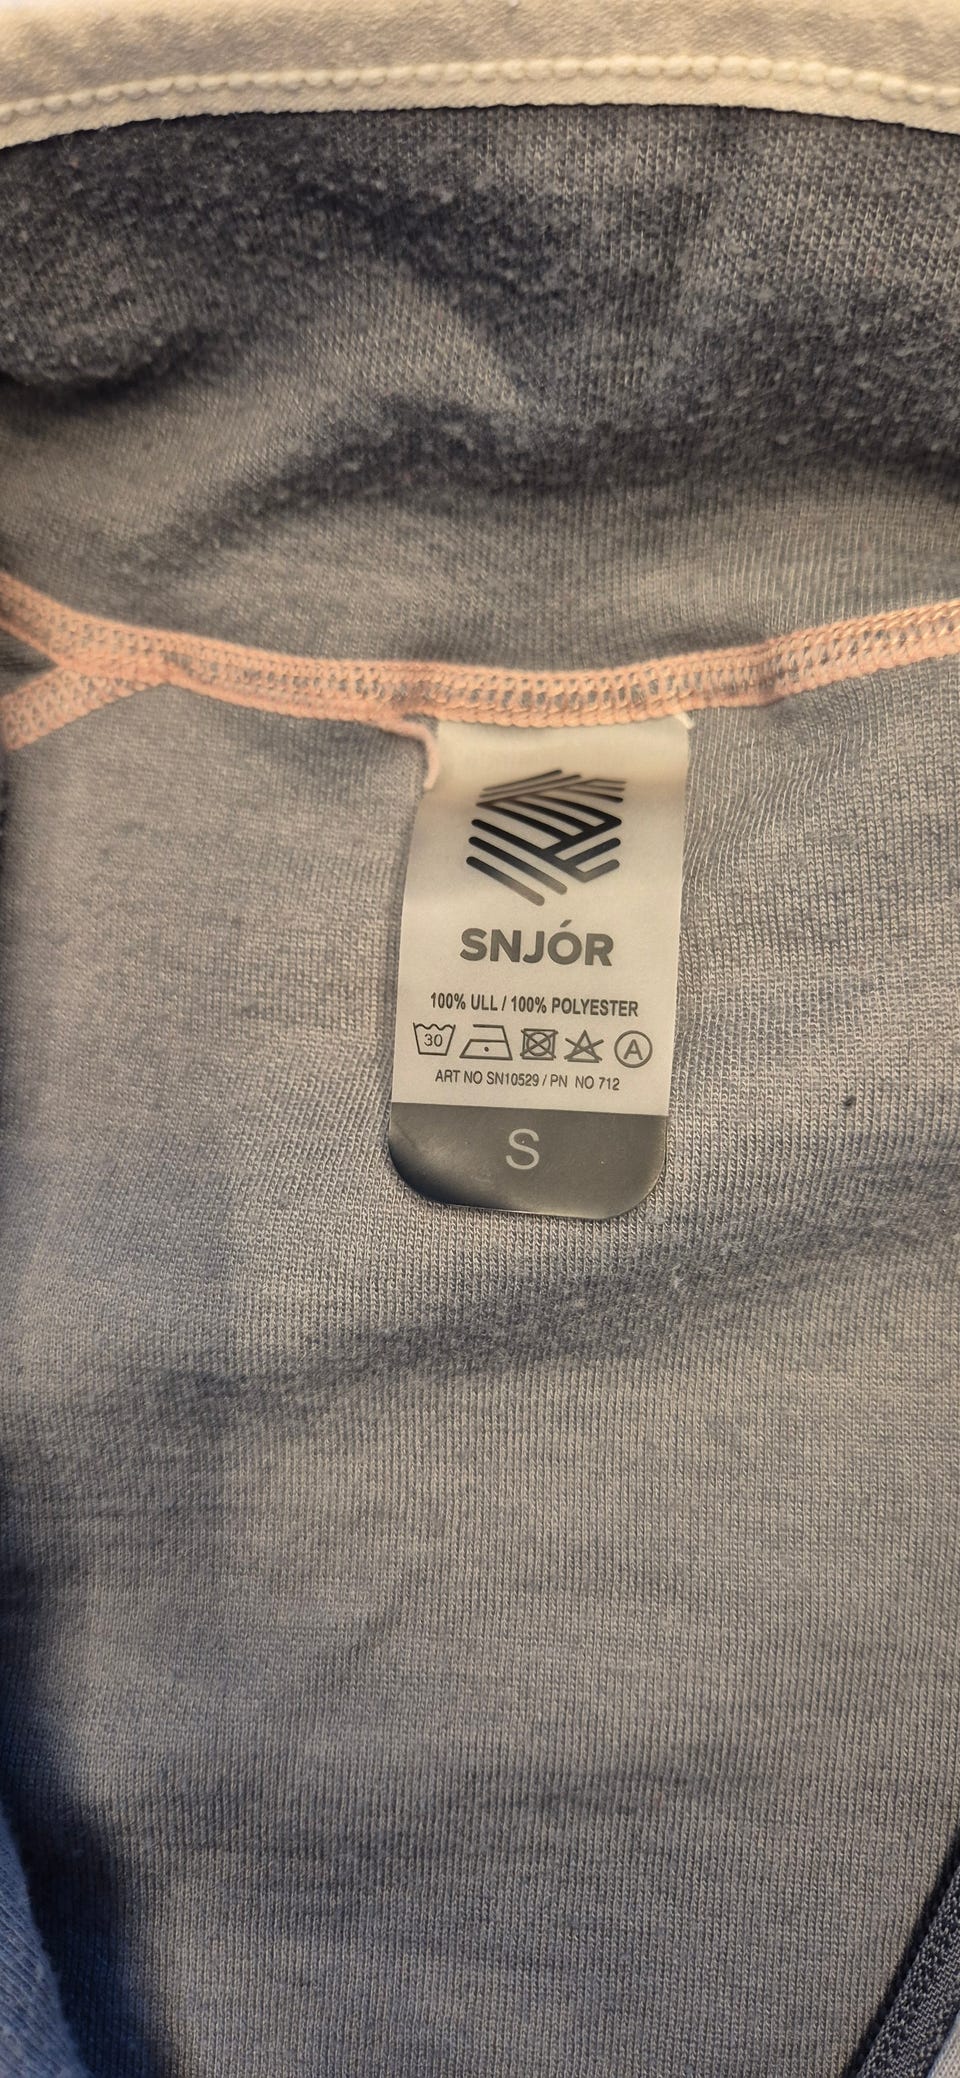 SNJÓR
100% ULL / 100% POLYESTER
30 A
ART NO SN10529 / PN NO 712
S